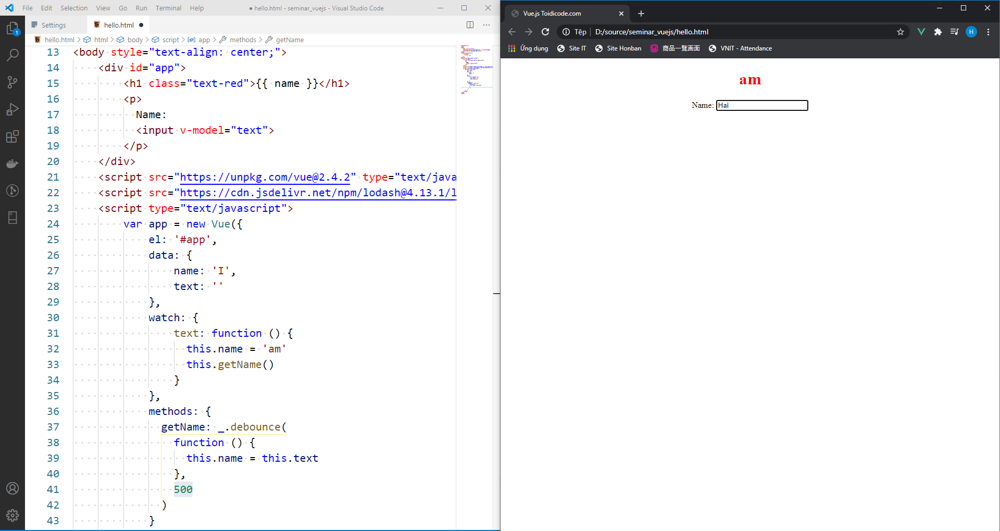 File Edit Selection View Go Run Terminal Help ● hello.html - seminar_vuejs - Visual Studio Code
Settings hello.html ●
hello.html > html > body > script > app > methods > getName
1
13 <body style="text-align: center;">
14 <div id="app">
15 <h1 class="text-red">{{ name }}</h1>
16 <p>
17 Name:
18 <input v-model="text">
19 </p>
20 </div>
21 <script src="https://unpkg.com/vue@2.4.2" type="text/java
22 <script src="https://cdn.jsdelivr.net/npm/lodash@4.13.1/l
23 <script type="text/javascript">
24 var app = new Vue({
25 el: '#app',
26 data: {
27 name: 'I',
28 text: ''
29 },
30 watch: {
31 text: function () {
32 this.name = 'am'
33 this.getName()
34 }
35 },
36 methods: {
37 getName: _.debounce(
38 function () {
39 this.name = this.text
40 },
41 500
42 )
43 }
Vue.js Toidicode.com
Tệp D:/source/seminar_vuejs/hello.html H
Ứng dụng Site IT Site Honban 商品一覧画面 VNIT - Attendance
am
Name: Hai